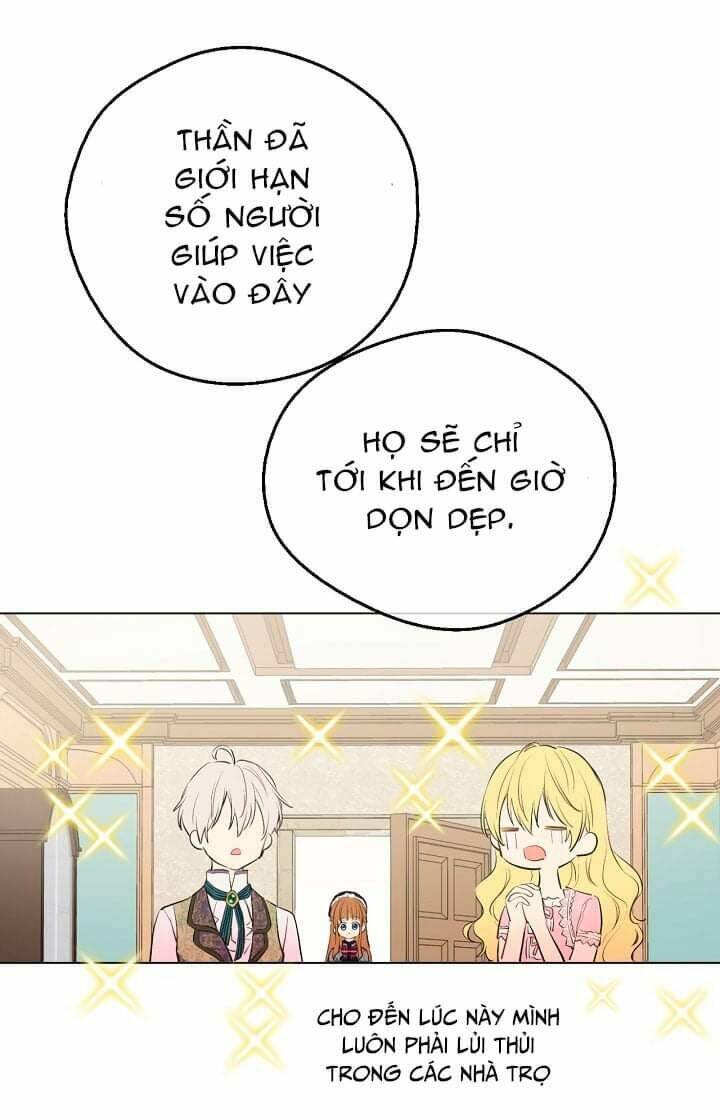 THẦN ĐÃ
GIỚI HẠN
SỐ NGƯỜI
GIÚP VIỆC
VÀO ĐÂY
HỌ SẼ CHỈ
TỚI KHI ĐẾN GIỜ
DỌN DẸP.
CHO ĐẾN LÚC NÀY MÌNH
LUÔN PHẢI LỦI THỦI
TRONG CÁC NHÀ TRỌ